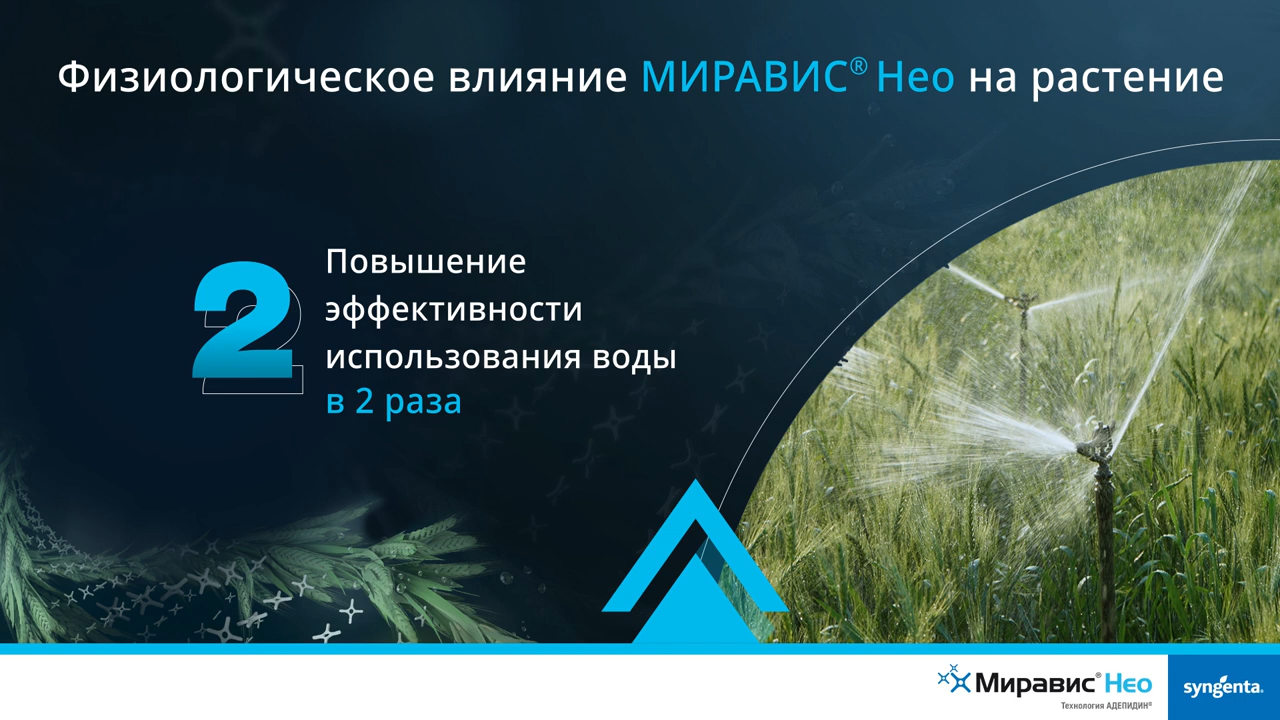 Физиологическое влияние МИРАВИС® Нео на растение
2
Повышение
эффективности
использования воды
в 2 раза
Миравис® Нео
Технология АДЕПИДИН®
syngenta.